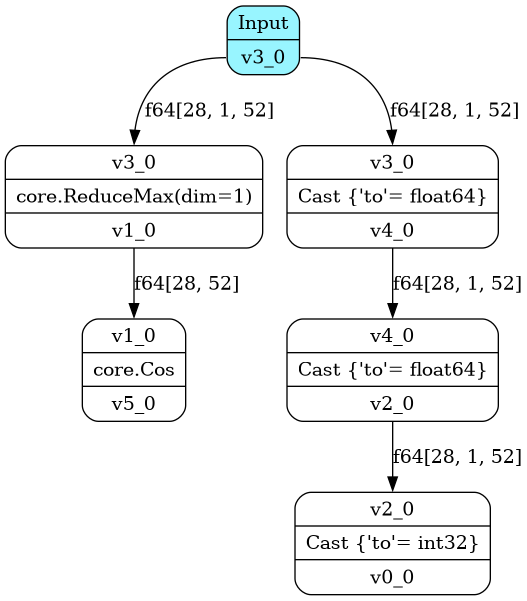 Input
v3_0
f64[28, 1, 52]
f64[28, 1, 52]
v3_0
core.ReduceMax(dim=1)
v1_0
v3_0
Cast {'to'= float64}
v4_0
f64[28, 52]
f64[28, 1, 52]
v1_0
core.Cos
v5_0
v4_0
Cast {'to'= float64}
v2_0
f64[28, 1, 52]
v2_0
Cast {'to'= int32}
v0_0